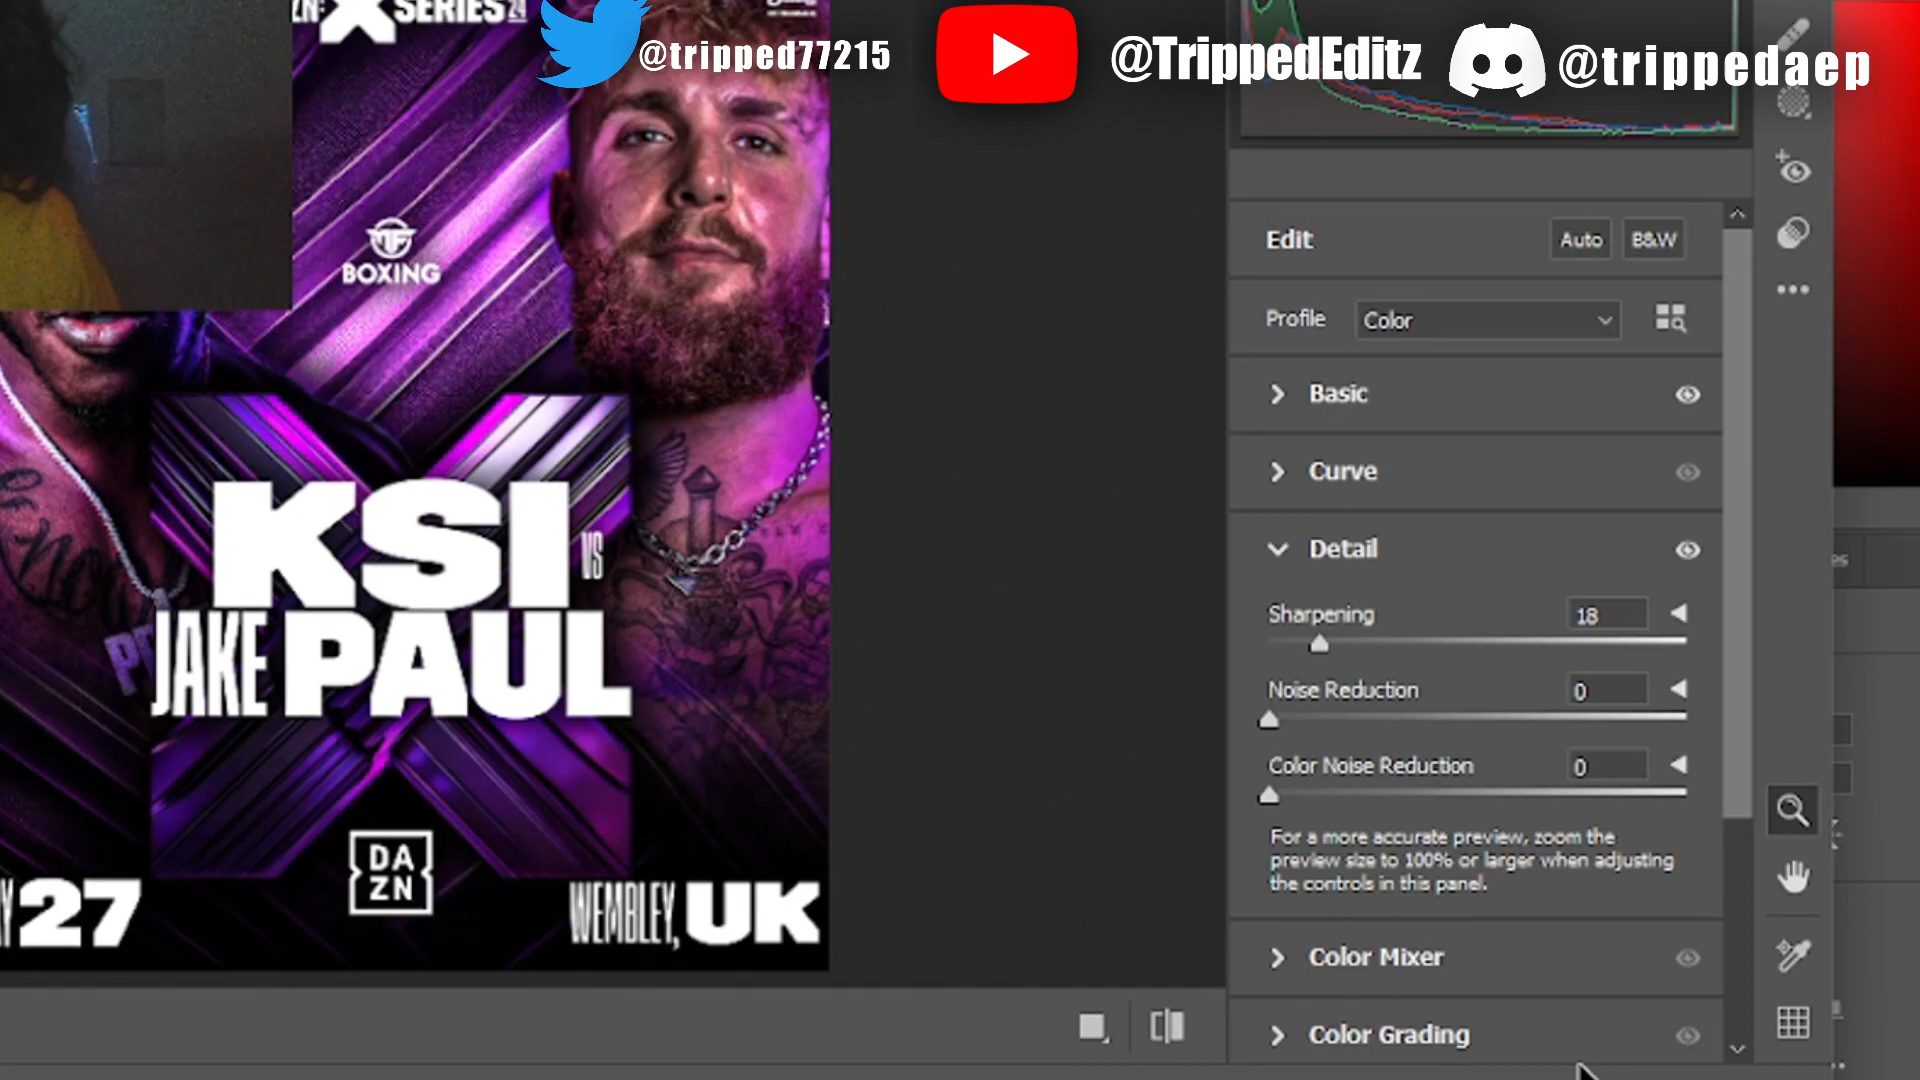 SERIES 24
@tripped77215
@TrippedEditz
@trippedaep
MF
BOXING
KSI VS
JAKE PAUL
DA
ZN
27
WEMBLEY, UK
Edit
Auto
B&W
Profile
Color
Basic
Curve
Detail
Sharpening
18
Noise Reduction
0
Color Noise Reduction
0
For a more accurate preview, zoom the
preview size to 100% or larger when adjusting
the controls in this panel.
Color Mixer
Color Grading